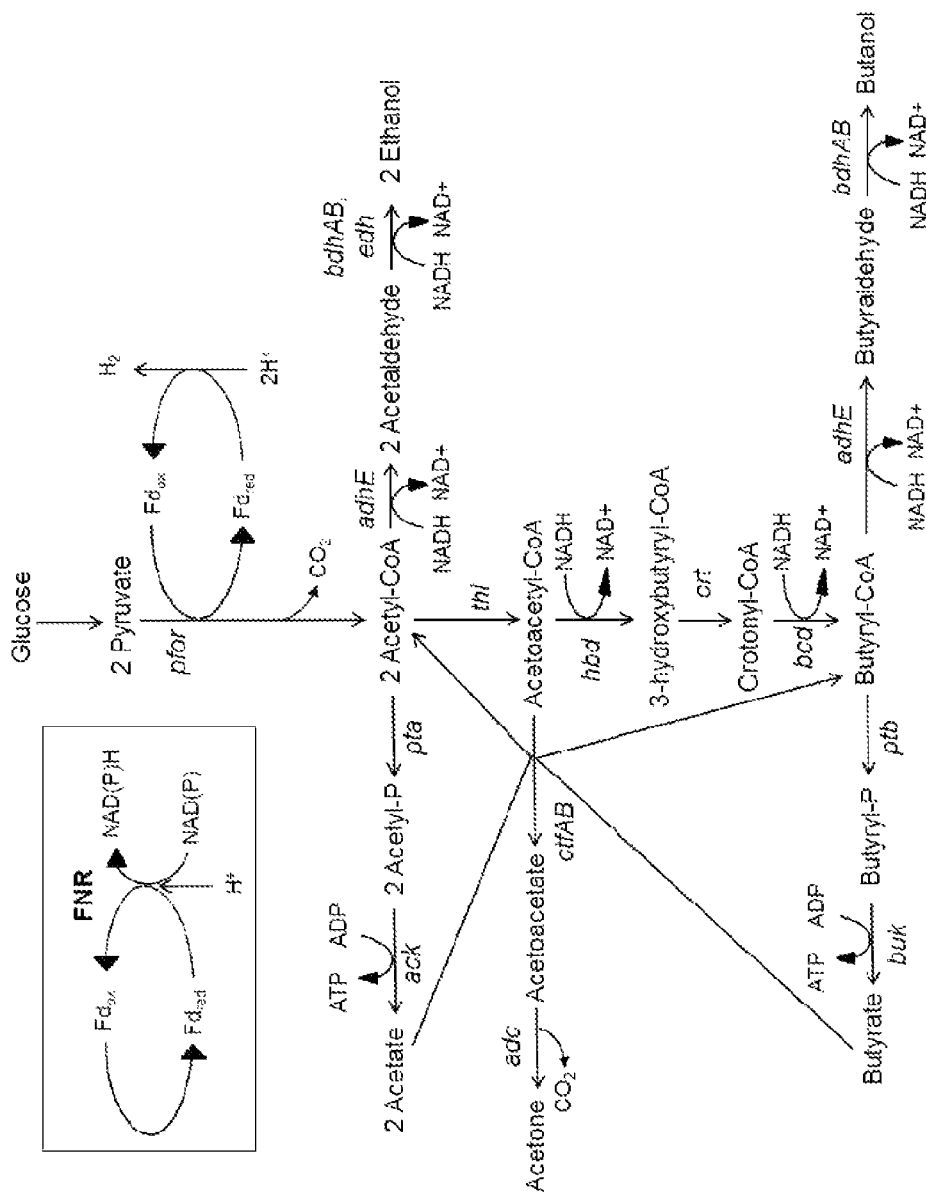 Glucose
FNR
Fdox
NAD(P)H
Fdred
NAD(P)
H+
2 Pyruvate
pfor
Fdox
H2
Fdred
2H+
CO2
ATP
ADP
2 Acetate
ack
2 Acetyl-P
pta
2 Acetyl-CoA
adhE
NADH
NAD+
2 Acetaldehyde
bdhAB,
edh
NADH
NAD+
2 Ethanol
thl
Acetone
adc
CO2
Acetoacetate
ctfAB
Acetoacetyl-CoA
NADH
hbd
NAD+
3-hydroxybutyryl-CoA
crt
Crotonyl-CoA
NADH
bcd
NAD+
ATP
ADP
Butyrate
buk
Butyryl-P
ptb
Butyryl-CoA
adhE
NADH
NAD+
Butyraldehyde
bdhAB
NADH
NAD+
Butanol